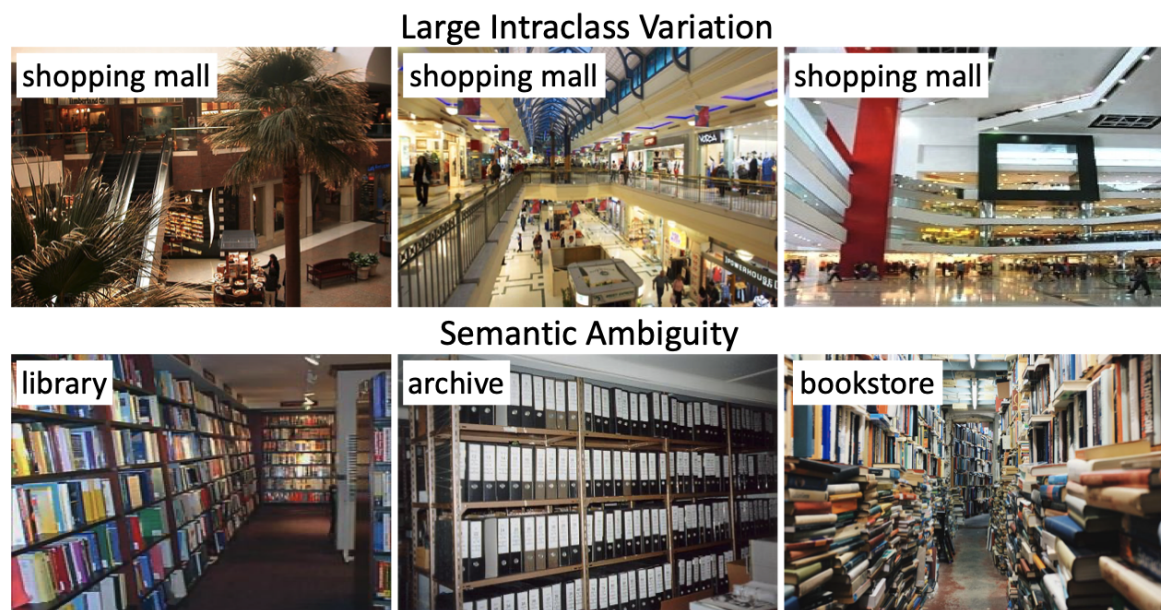 Large Intraclass Variation
shopping mall
shopping mall
shopping mall
Semantic Ambiguity
library
archive
bookstore